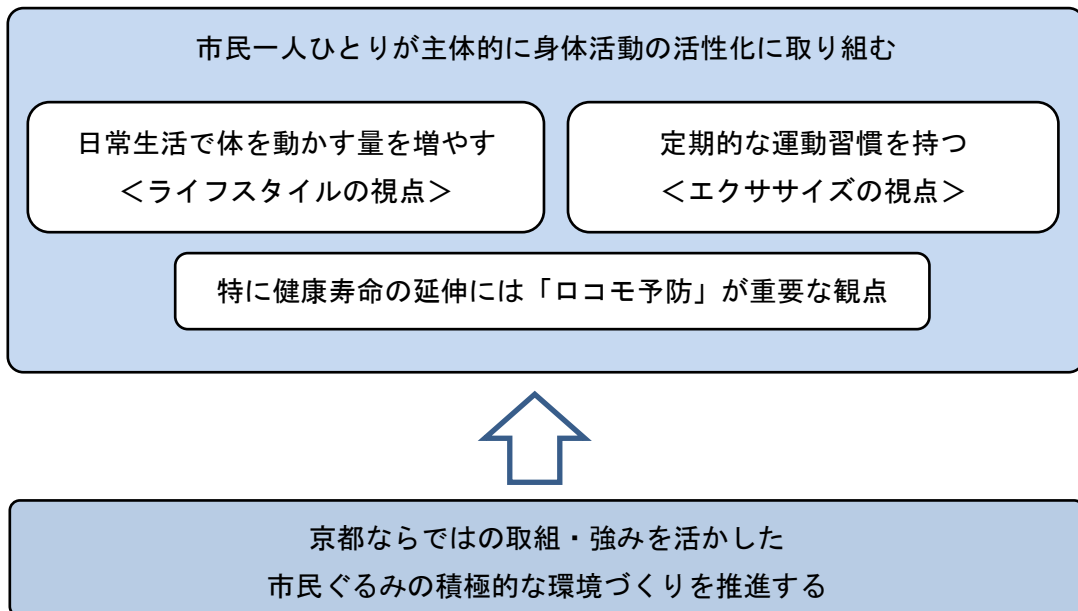 市民一人ひとりが主体的に身体活動の活性化に取り組む
日常生活で体を動かす量を増やす
＜ライフスタイルの視点＞
定期的な運動習慣を持つ
＜エクササイズの視点＞
特に健康寿命の延伸には「ロコモ予防」が重要な観点
京都ならではの取組・強みを活かした
市民ぐるみの積極的な環境づくりを推進する